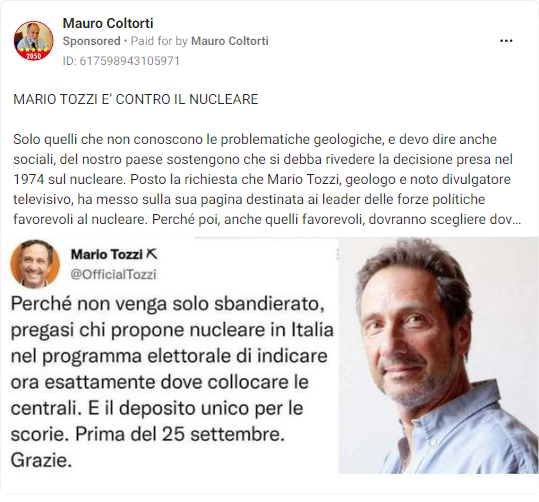 Mauro Coltorti
Sponsored • Paid for by Mauro Coltorti
ID: 617598943105971
2050
MARIO TOZZI E' CONTRO IL NUCLEARE
Solo quelli che non conoscono le problematiche geologiche, e devo dire anche
sociali, del nostro paese sostengono che si debba rivedere la decisione presa nel
1974 sul nucleare. Posto la richiesta che Mario Tozzi, geologo e noto divulgatore
televisivo, ha messo sulla sua pagina destinata ai leader delle forze politiche
favorevoli al nucleare. Perché poi, anche quelli favorevoli, dovranno scegliere dov...
Mario Tozzi ⛏
@OfficialTozzi
Perché non venga solo sbandierato,
pregasi chi propone nucleare in Italia
nel programma elettorale di indicare
ora esattamente dove collocare le
centrali. E il deposito unico per le
scorie. Prima del 25 settembre.
Grazie.